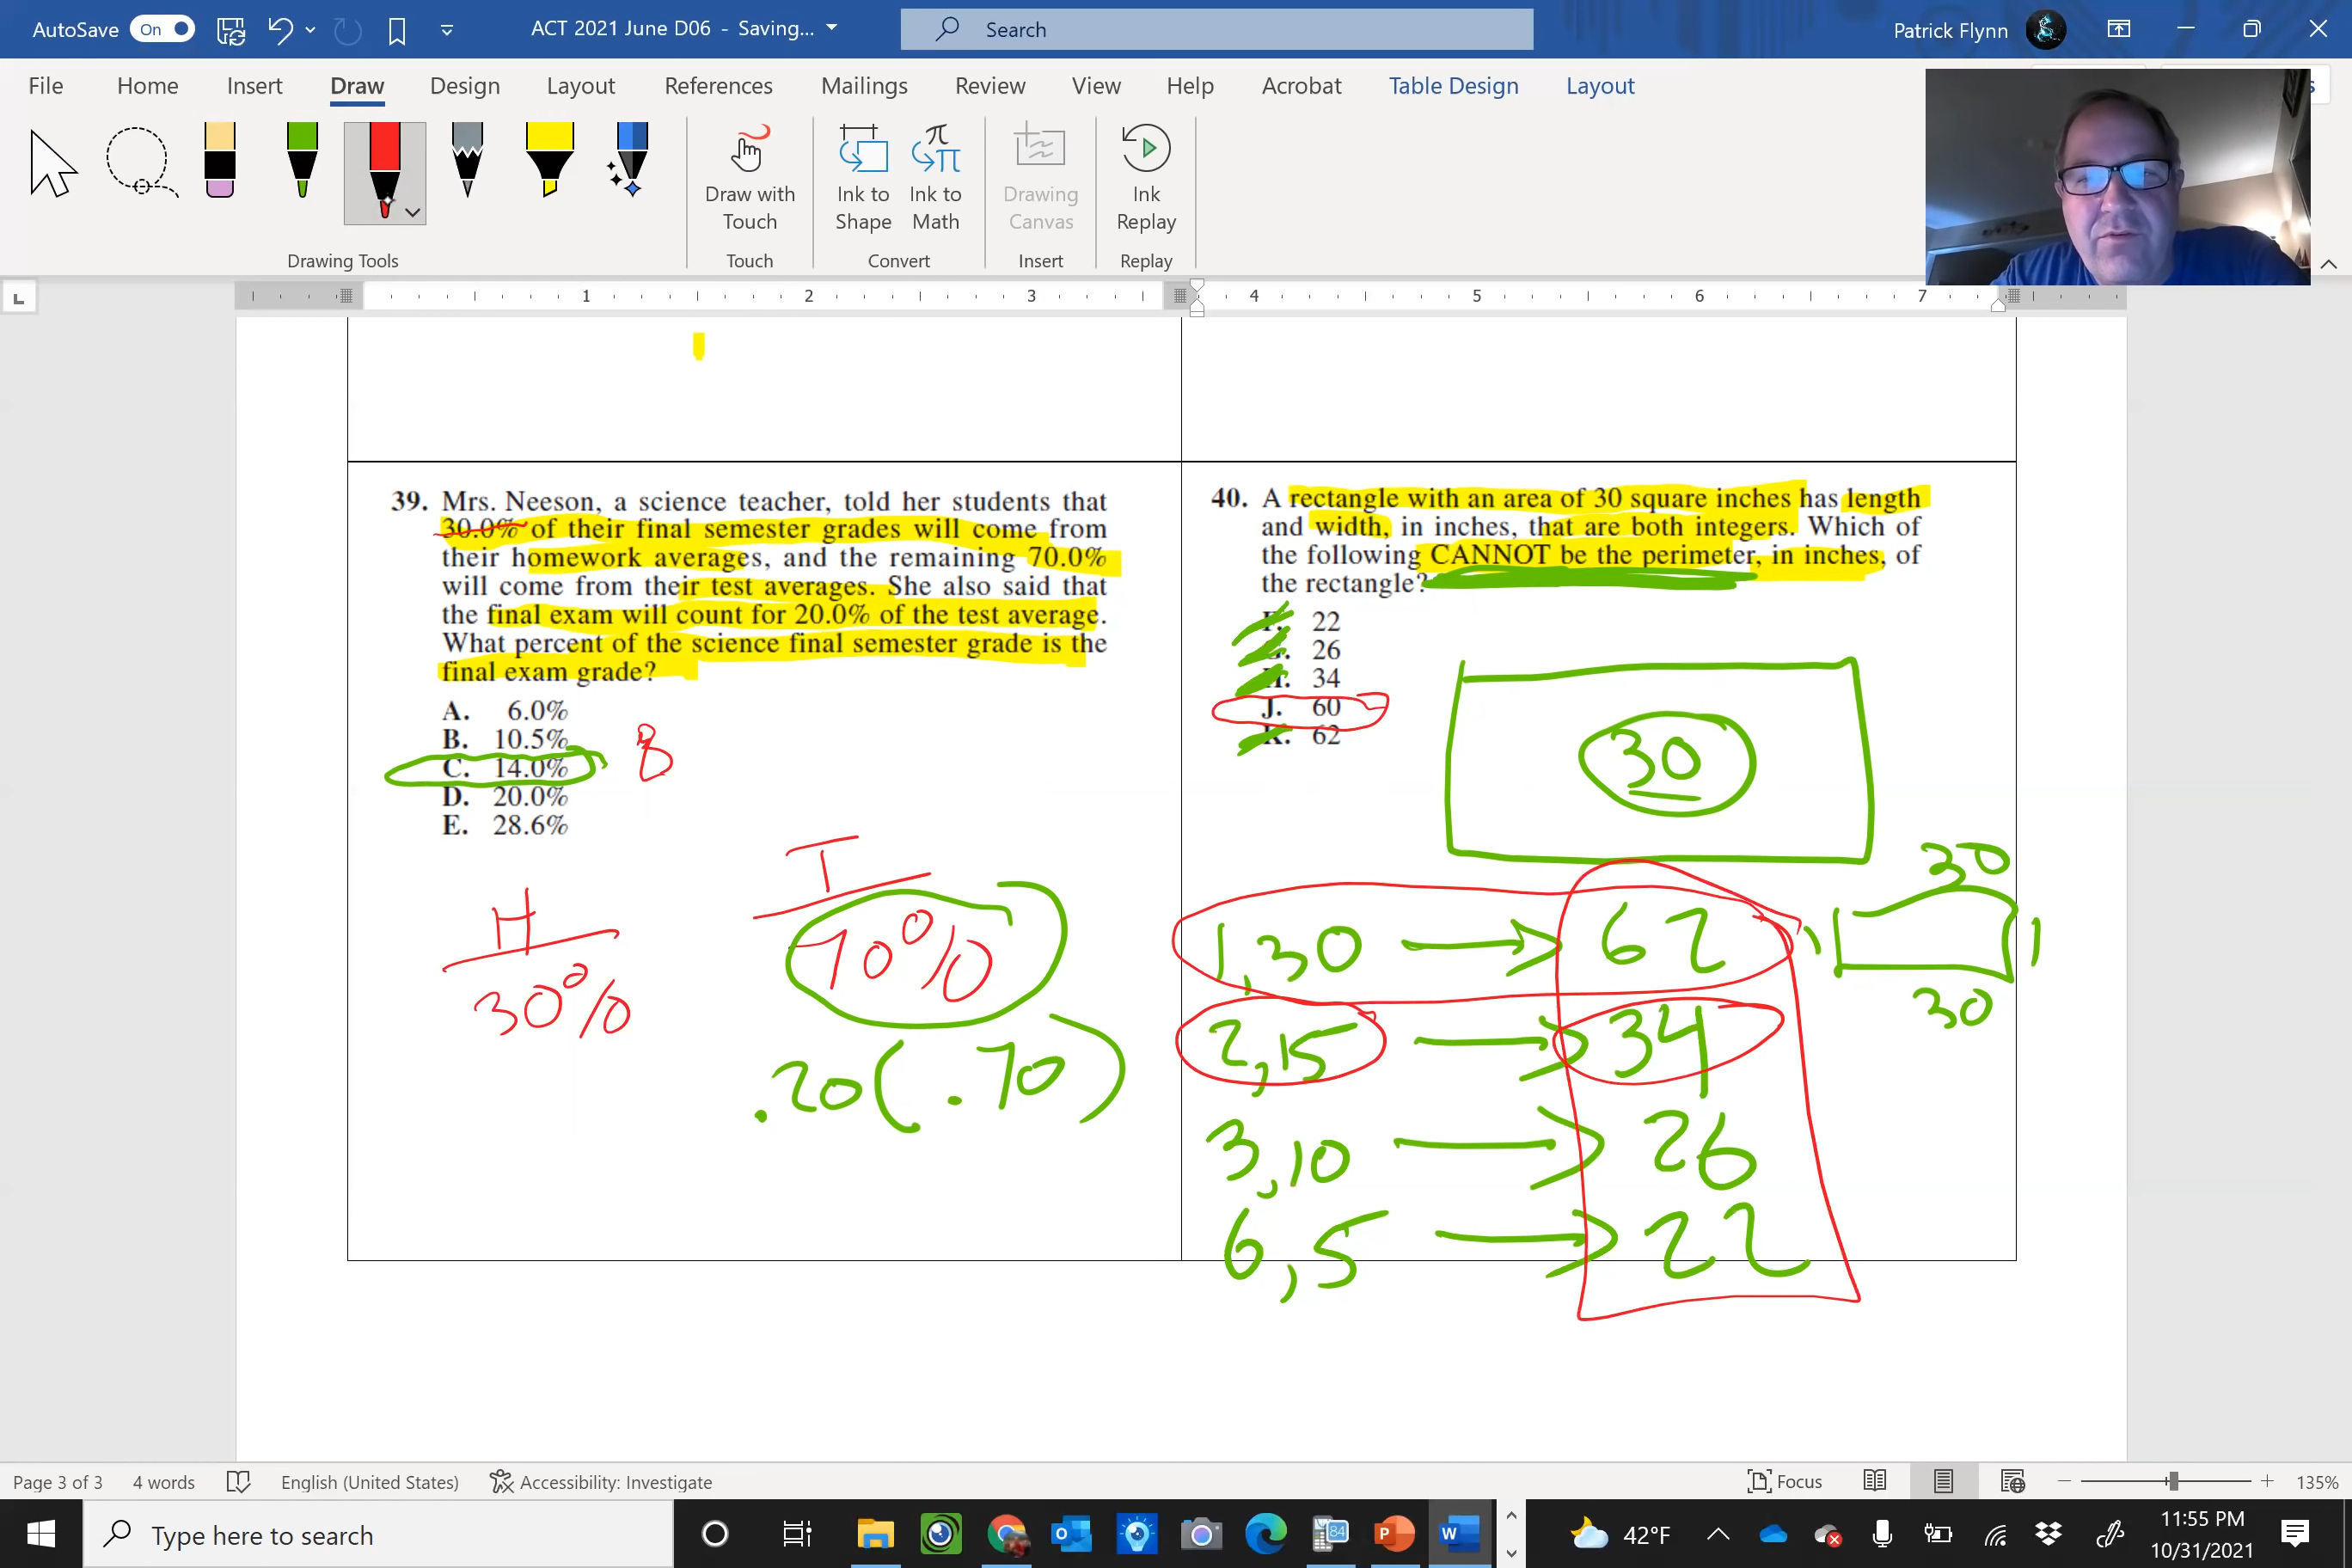 AutoSave On ACT 2021 June D06 - Saving... Search Patrick Flynn
File Home Insert Draw Design Layout References Mailings Review View Help Acrobat Table Design Layout
Draw with Touch
Ink to Shape
Ink to Math
Drawing Canvas
Ink Replay
Drawing Tools Touch Convert Insert Replay
1 2 3 4 5 6 7
39. Mrs. Neeson, a science teacher, told her students that
30.0% of their final semester grades will come from
their homework averages, and the remaining 70.0%
will come from their test averages. She also said that
the final exam will count for 20.0% of the test average.
What percent of the science final semester grade is the
final exam grade?
A. 6.0%
B. 10.5%
C. 14.0%
D. 20.0%
E. 28.6%
H
30%
T
70%
.20(.70)
40. A rectangle with an area of 30 square inches has length
and width, in inches, that are both integers. Which of
the following CANNOT be the perimeter, in inches, of
the rectangle?
F. 22
G. 26
H. 34
J. 60
K. 62
30
30
1 1
30
1,30 → 62
2,15 → 34
3,10 → 26
6,5 → 22
Page 3 of 3 4 words English (United States) Accessibility: Investigate Focus 135%
Type here to search 84 42°F 11:55 PM
10/31/2021